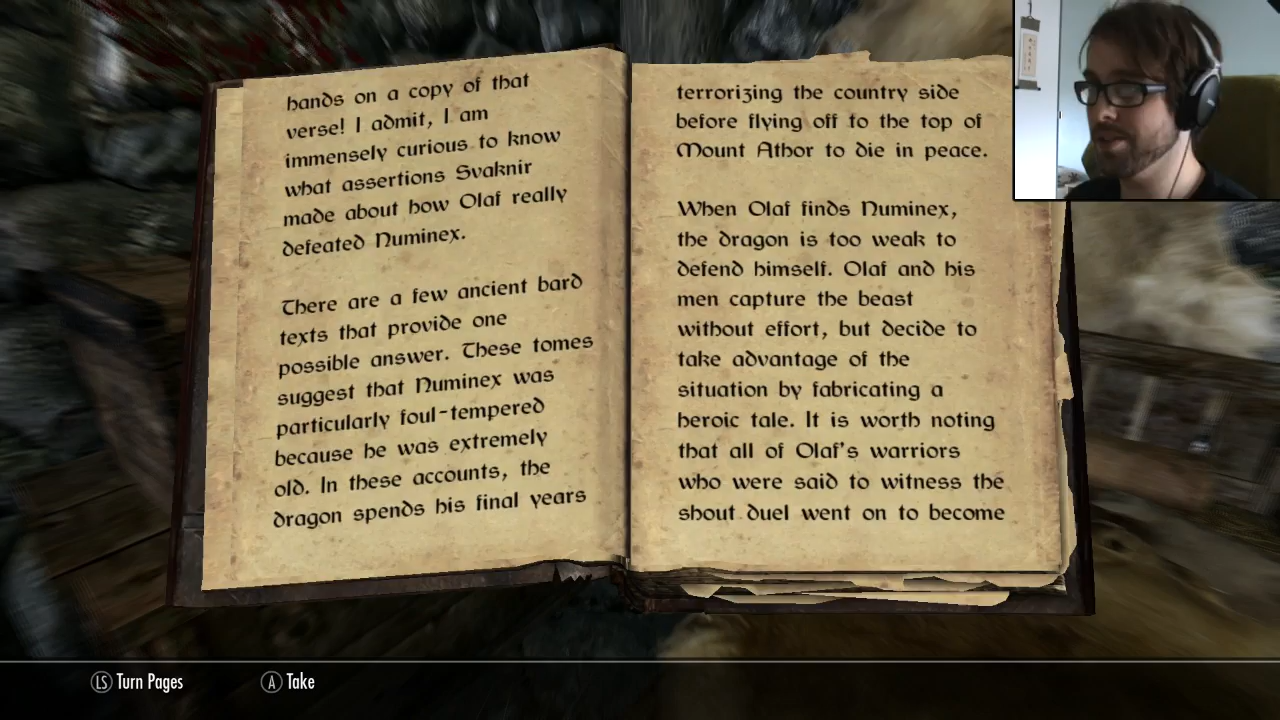 hands on a copy of that
verse! I admit, I am
immensely curious to know
what assertions Svaknir
made about how Olaf really
defeated Numinex.
There are a few ancient bard
texts that provide one
possible answer. These tomes
suggest that Numinex was
particularly foul-tempered
because he was extremely
old. In these accounts, the
dragon spends his final years
terrorizing the country side
before flying off to the top of
Mount Athor to die in peace.
When Olaf finds Numinex,
the dragon is too weak to
defend himself. Olaf and his
men capture the beast
without effort, but decide to
take advantage of the
situation by fabricating a
heroic tale. It is worth noting
that all of Olaf's warriors
who were said to witness the
shout duel went on to become
LS Turn Pages
A Take